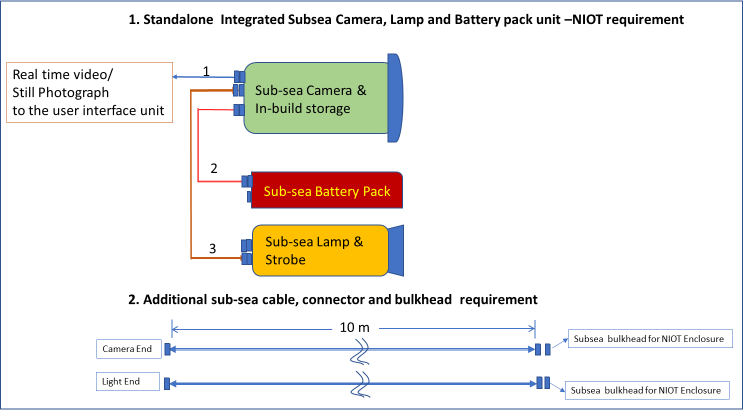 1. Standalone Integrated Subsea Camera, Lamp and Battery pack unit –NIOT requirement
Real time video/
Still Photograph
to the user interface unit
1
Sub-sea Camera &
In-build storage
2
Sub-sea Battery Pack
3
Sub-sea Lamp &
Strobe
2. Additional sub-sea cable, connector and bulkhead requirement
10 m
Camera End
Subsea bulkhead for NIOT Enclosure
Light End
Subsea bulkhead for NIOT Enclosure